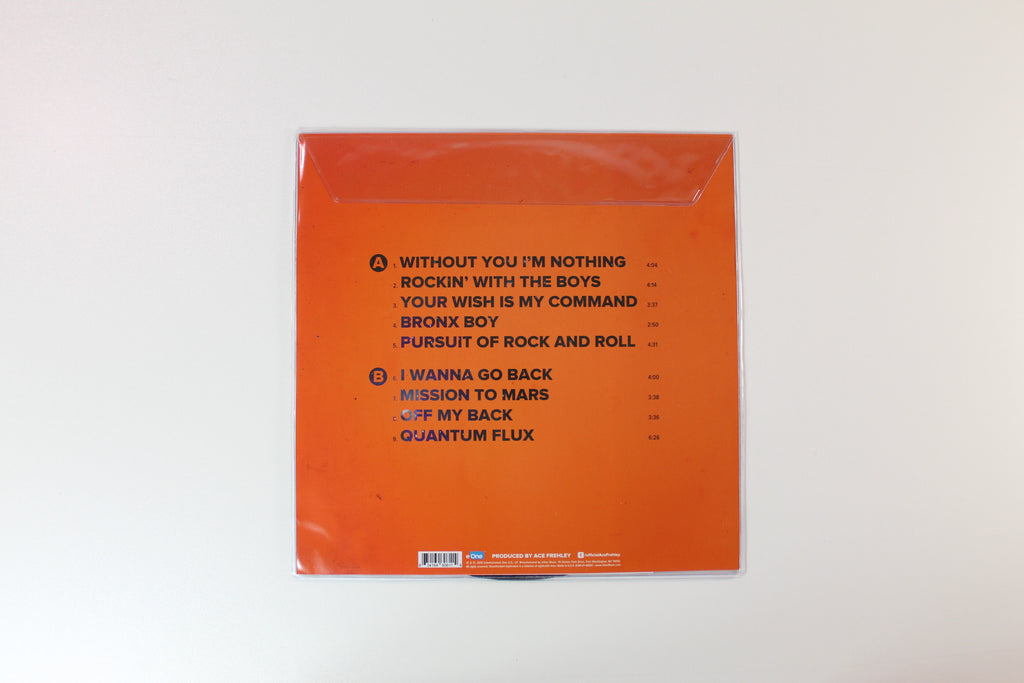 A 1. WITHOUT YOU I'M NOTHING 4:04
2. ROCKIN' WITH THE BOYS 4:14
3. YOUR WISH IS MY COMMAND 3:37
4. BRONX BOY 2:50
5. PURSUIT OF ROCK AND ROLL 4:31
B 6. I WANNA GO BACK 4:00
7. MISSION TO MARS 3:38
OFF MY BACK 3:36
9. QUANTUM FLUX 6:26
eOne PRODUCED BY ACE FREHLEY f /officialAceFrehley